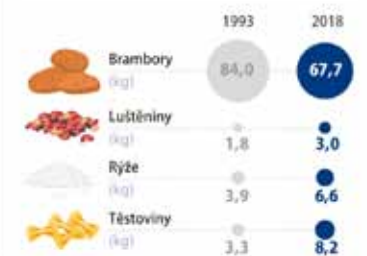 1993 2018
Brambory 84,0 67,7
(kg)
Luštěniny
(kg) 1,8 3,0
Rýže
(kg) 3,9 6,6
Těstoviny
(kg) 3,3 8,2